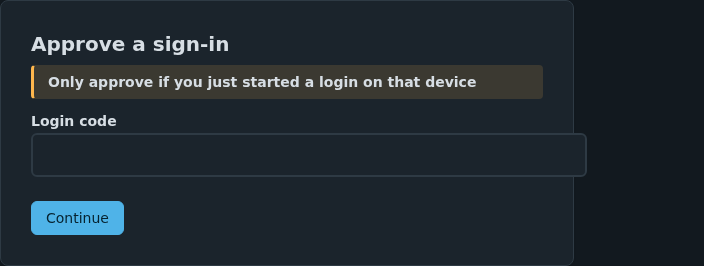 Approve a sign-in
Only approve if you just started a login on that device
Login code
Continue